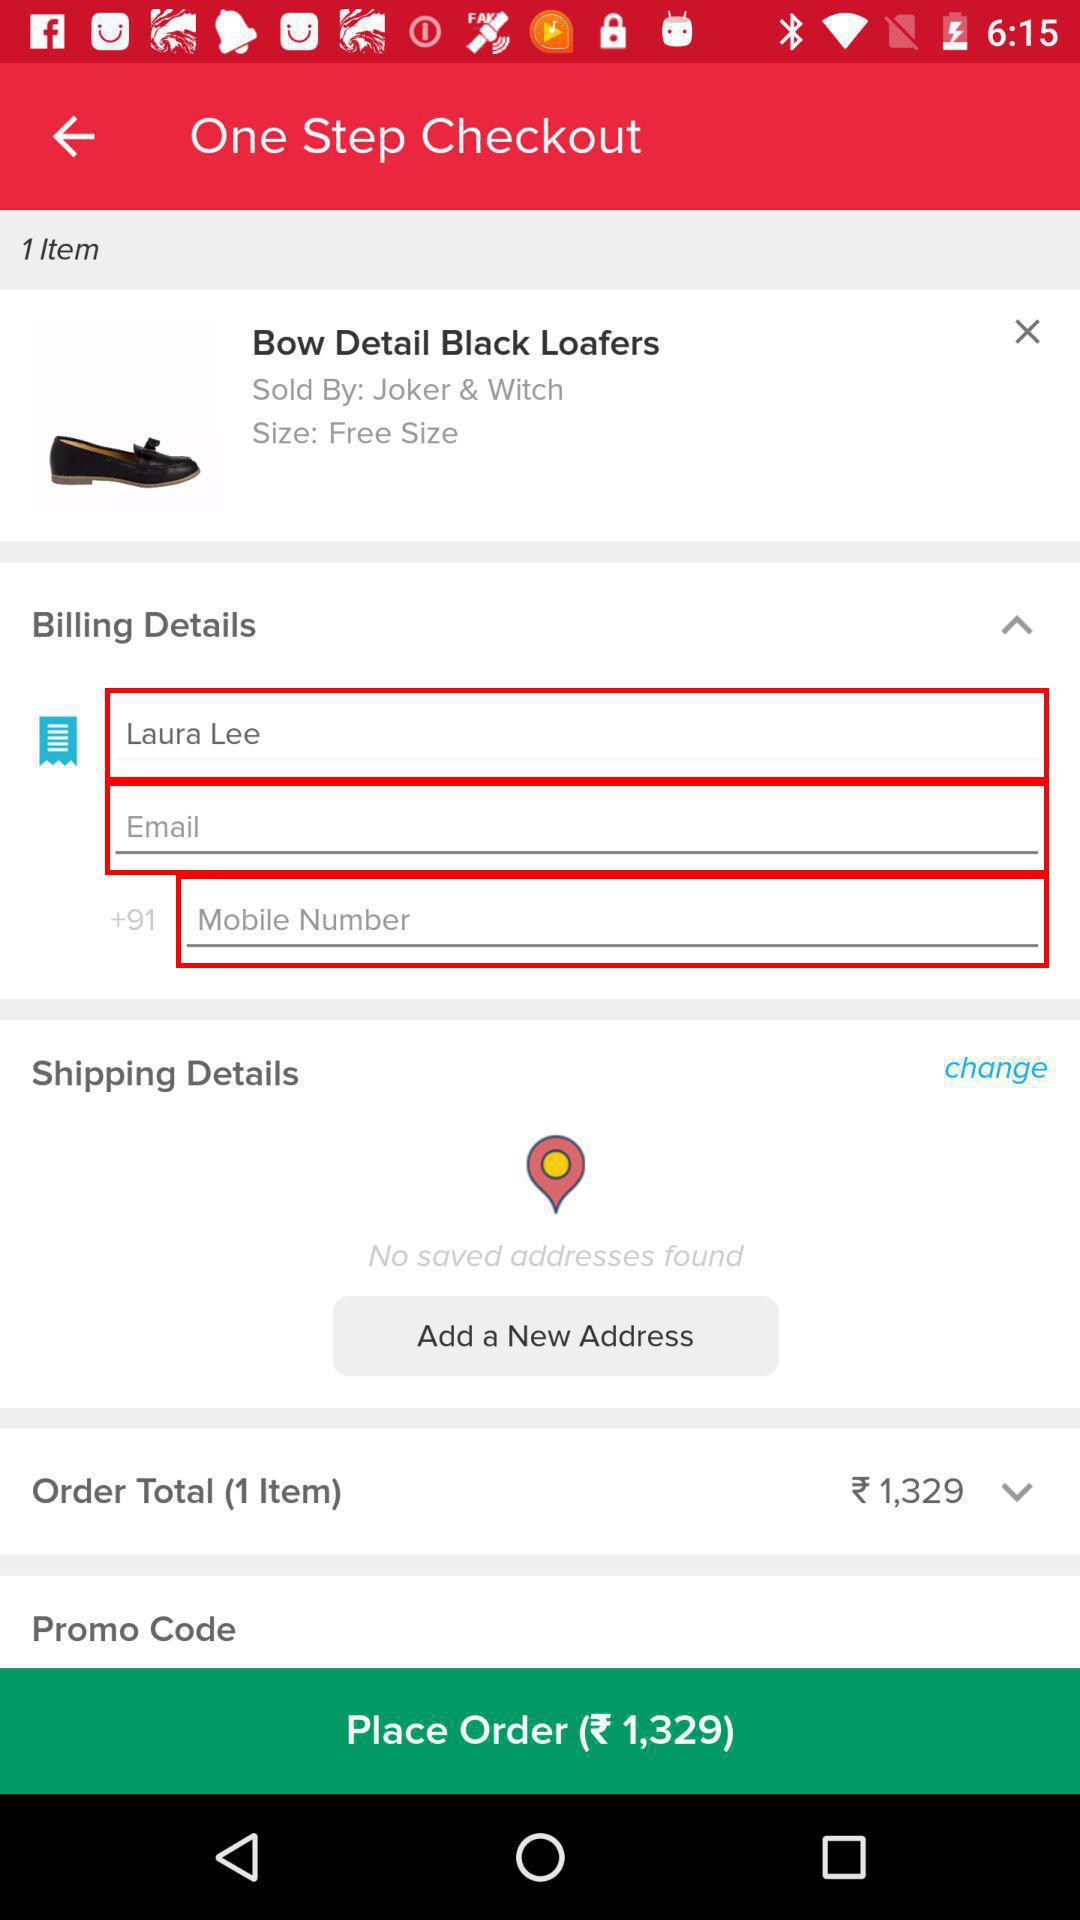 FAKE
6:15
One Step Checkout
1 Item
Bow Detail Black Loafers
Sold By: Joker & Witch
Size: Free Size
Billing Details
Laura Lee
Email
+91 Mobile Number
Shipping Details
change
No saved addresses found
Add a New Address
Order Total (1 Item) ₹ 1,329
Promo Code
Place Order (₹ 1,329)